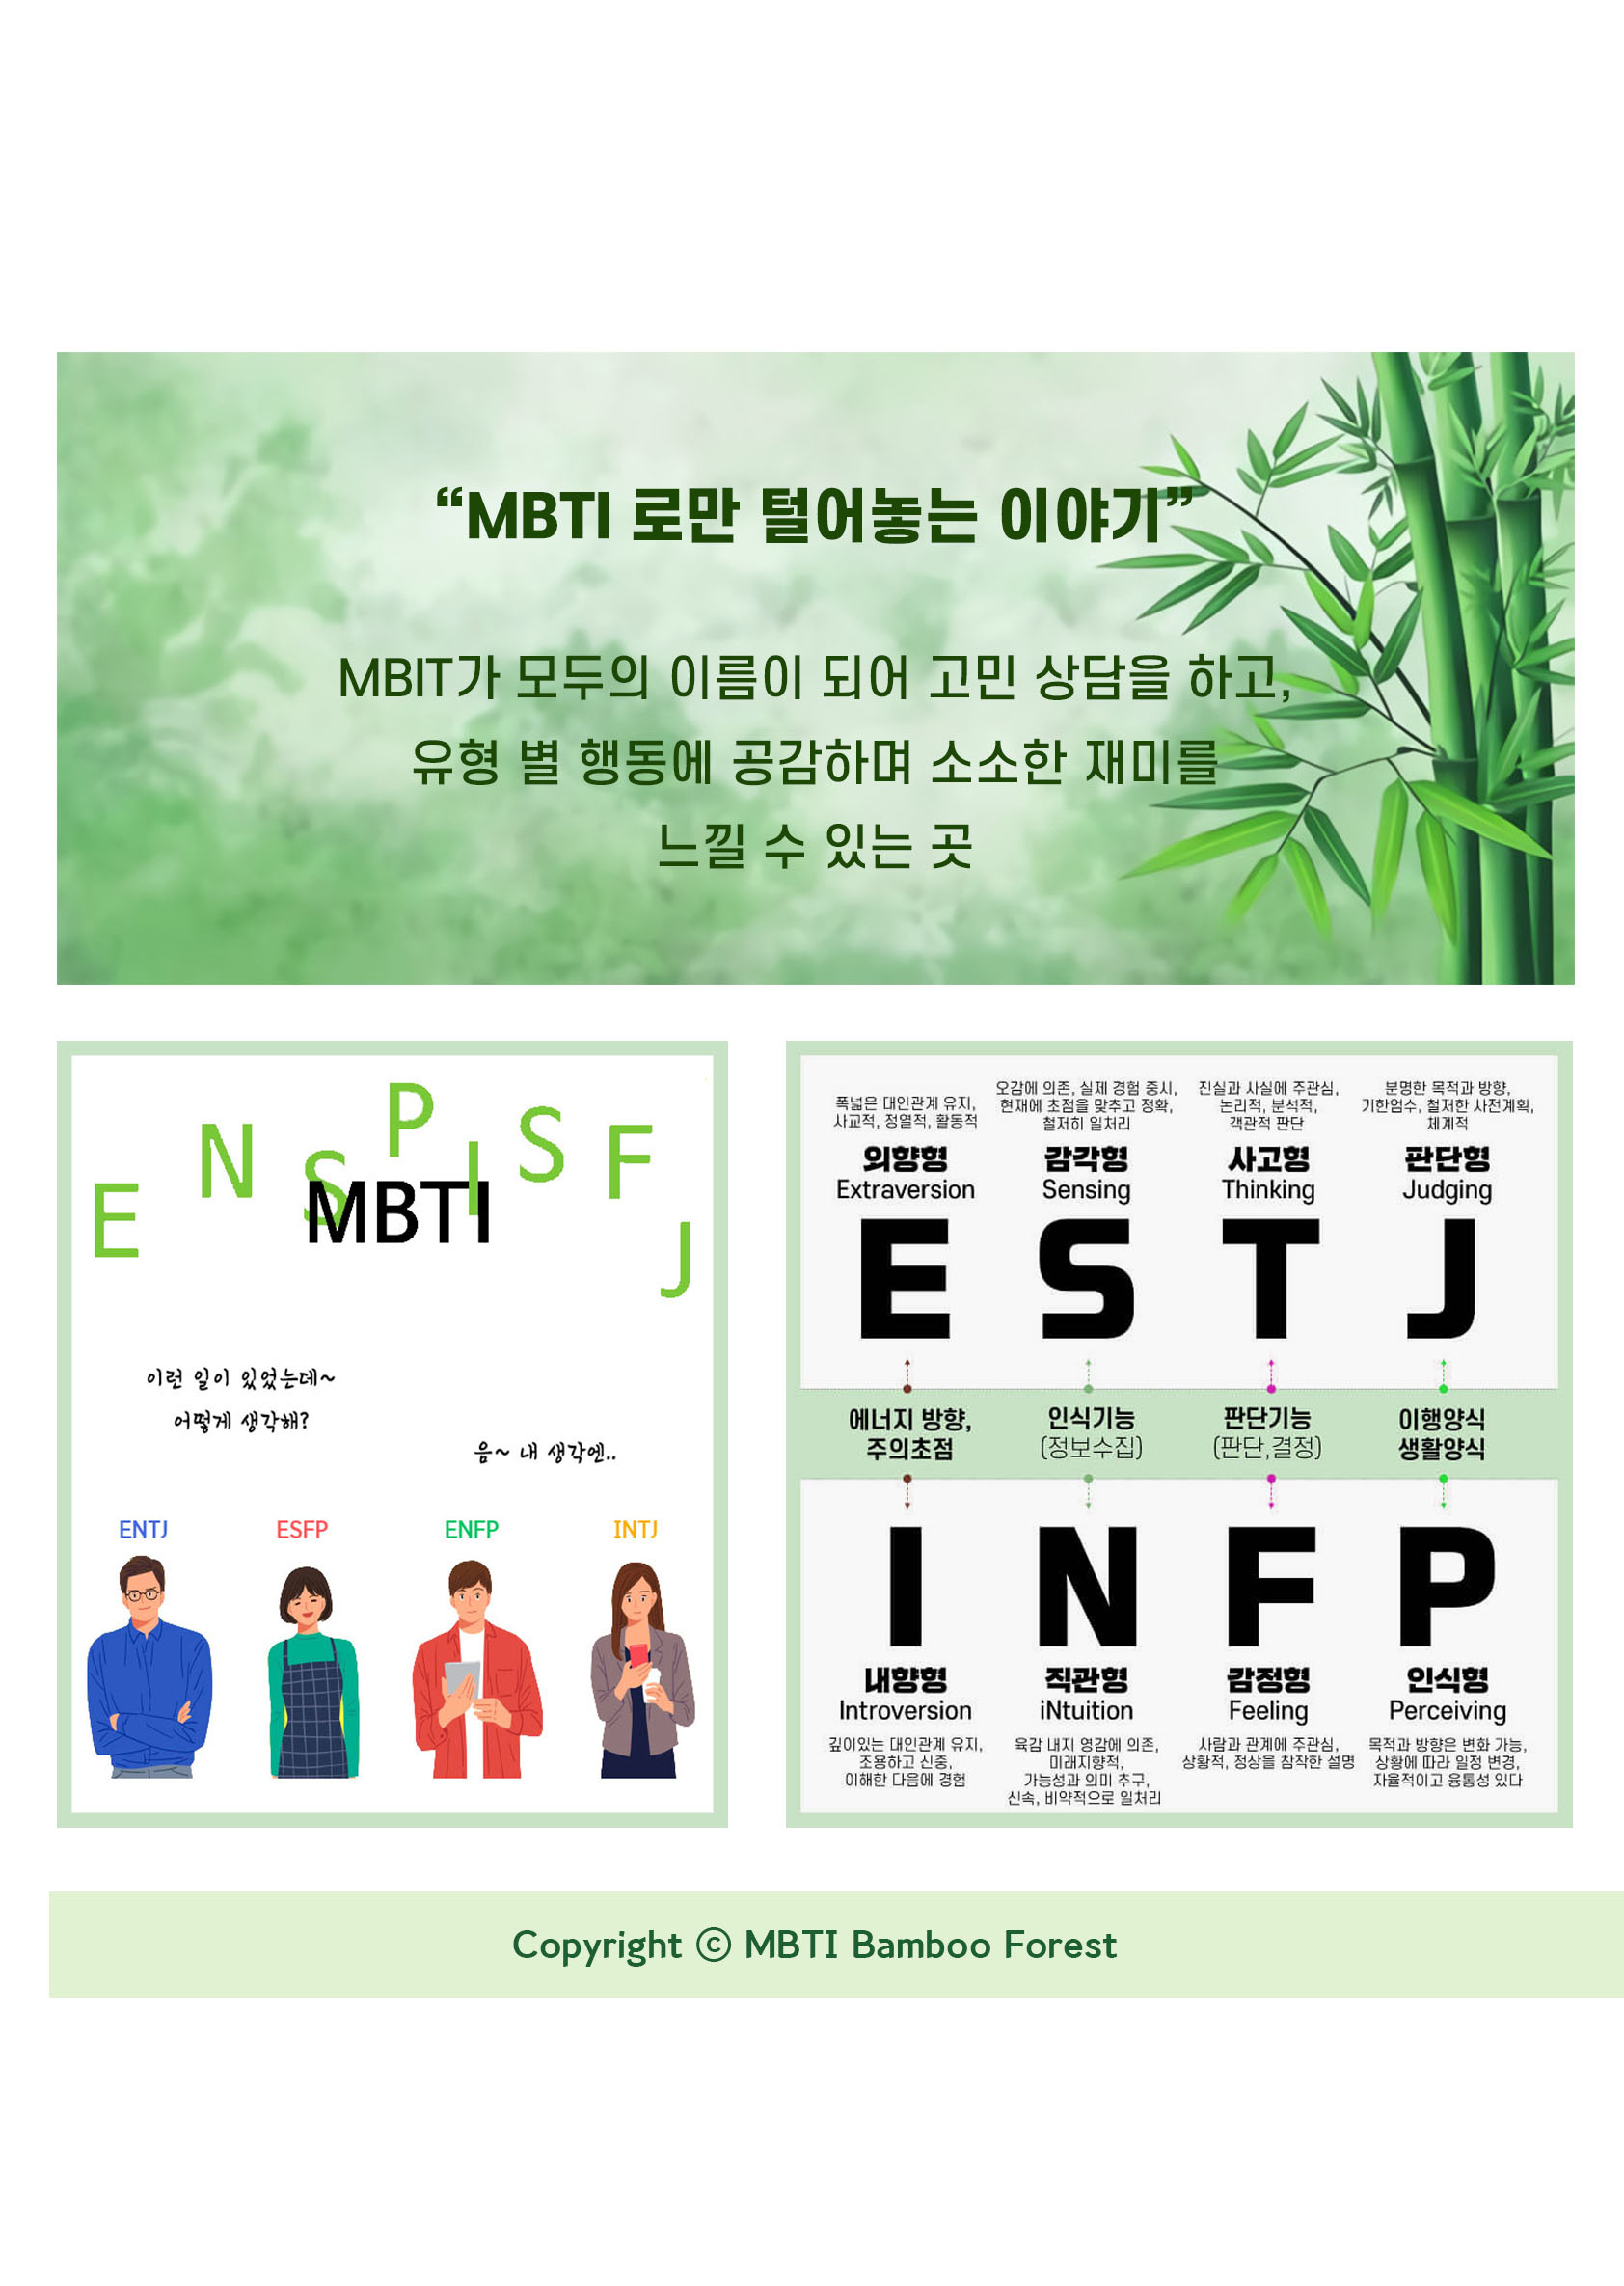 “MBTI 로만 털어놓는 이야기”
MBIT가 모두의 이름이 되어 고민 상담을 하고,
유형 별 행동에 공감하며 소소한 재미를
느낄 수 있는 곳
E N S P I S F J
MBTI
이런 일이 있었는데~
어떻게 생각해?
음~ 내 생각엔..
ENTJ ESFP ENFP INTJ
폭넓은 대인관계 유지,
사교적, 정열적, 활동적
외향형
Extraversion
E
오감에 의존, 실제 경험 중시,
현재에 초점을 맞추고 정확,
철저히 일처리
감각형
Sensing
S
진실과 사실에 주관심,
논리적, 분석적,
객관적 판단
사고형
Thinking
T
분명한 목적과 방향,
기한엄수, 철저한 사전계획,
체계적
판단형
Judging
J
에너지 방향,
주의초점
인식기능
(정보수집)
판단기능
(판단,결정)
이행양식
생활양식
I
내향형
Introversion
깊이있는 대인관계 유지,
조용하고 신중,
이해한 다음에 경험
N
직관형
iNtuition
육감 내지 영감에 의존,
미래지향적,
가능성과 의미 추구,
신속, 비약적으로 일처리
F
감정형
Feeling
사람과 관계에 주관심,
상황적, 정상을 참작한 설명
P
인식형
Perceiving
목적과 방향은 변화 가능,
상황에 따라 일정 변경,
자율적이고 융통성 있다
Copyright ⓒ MBTI Bamboo Forest